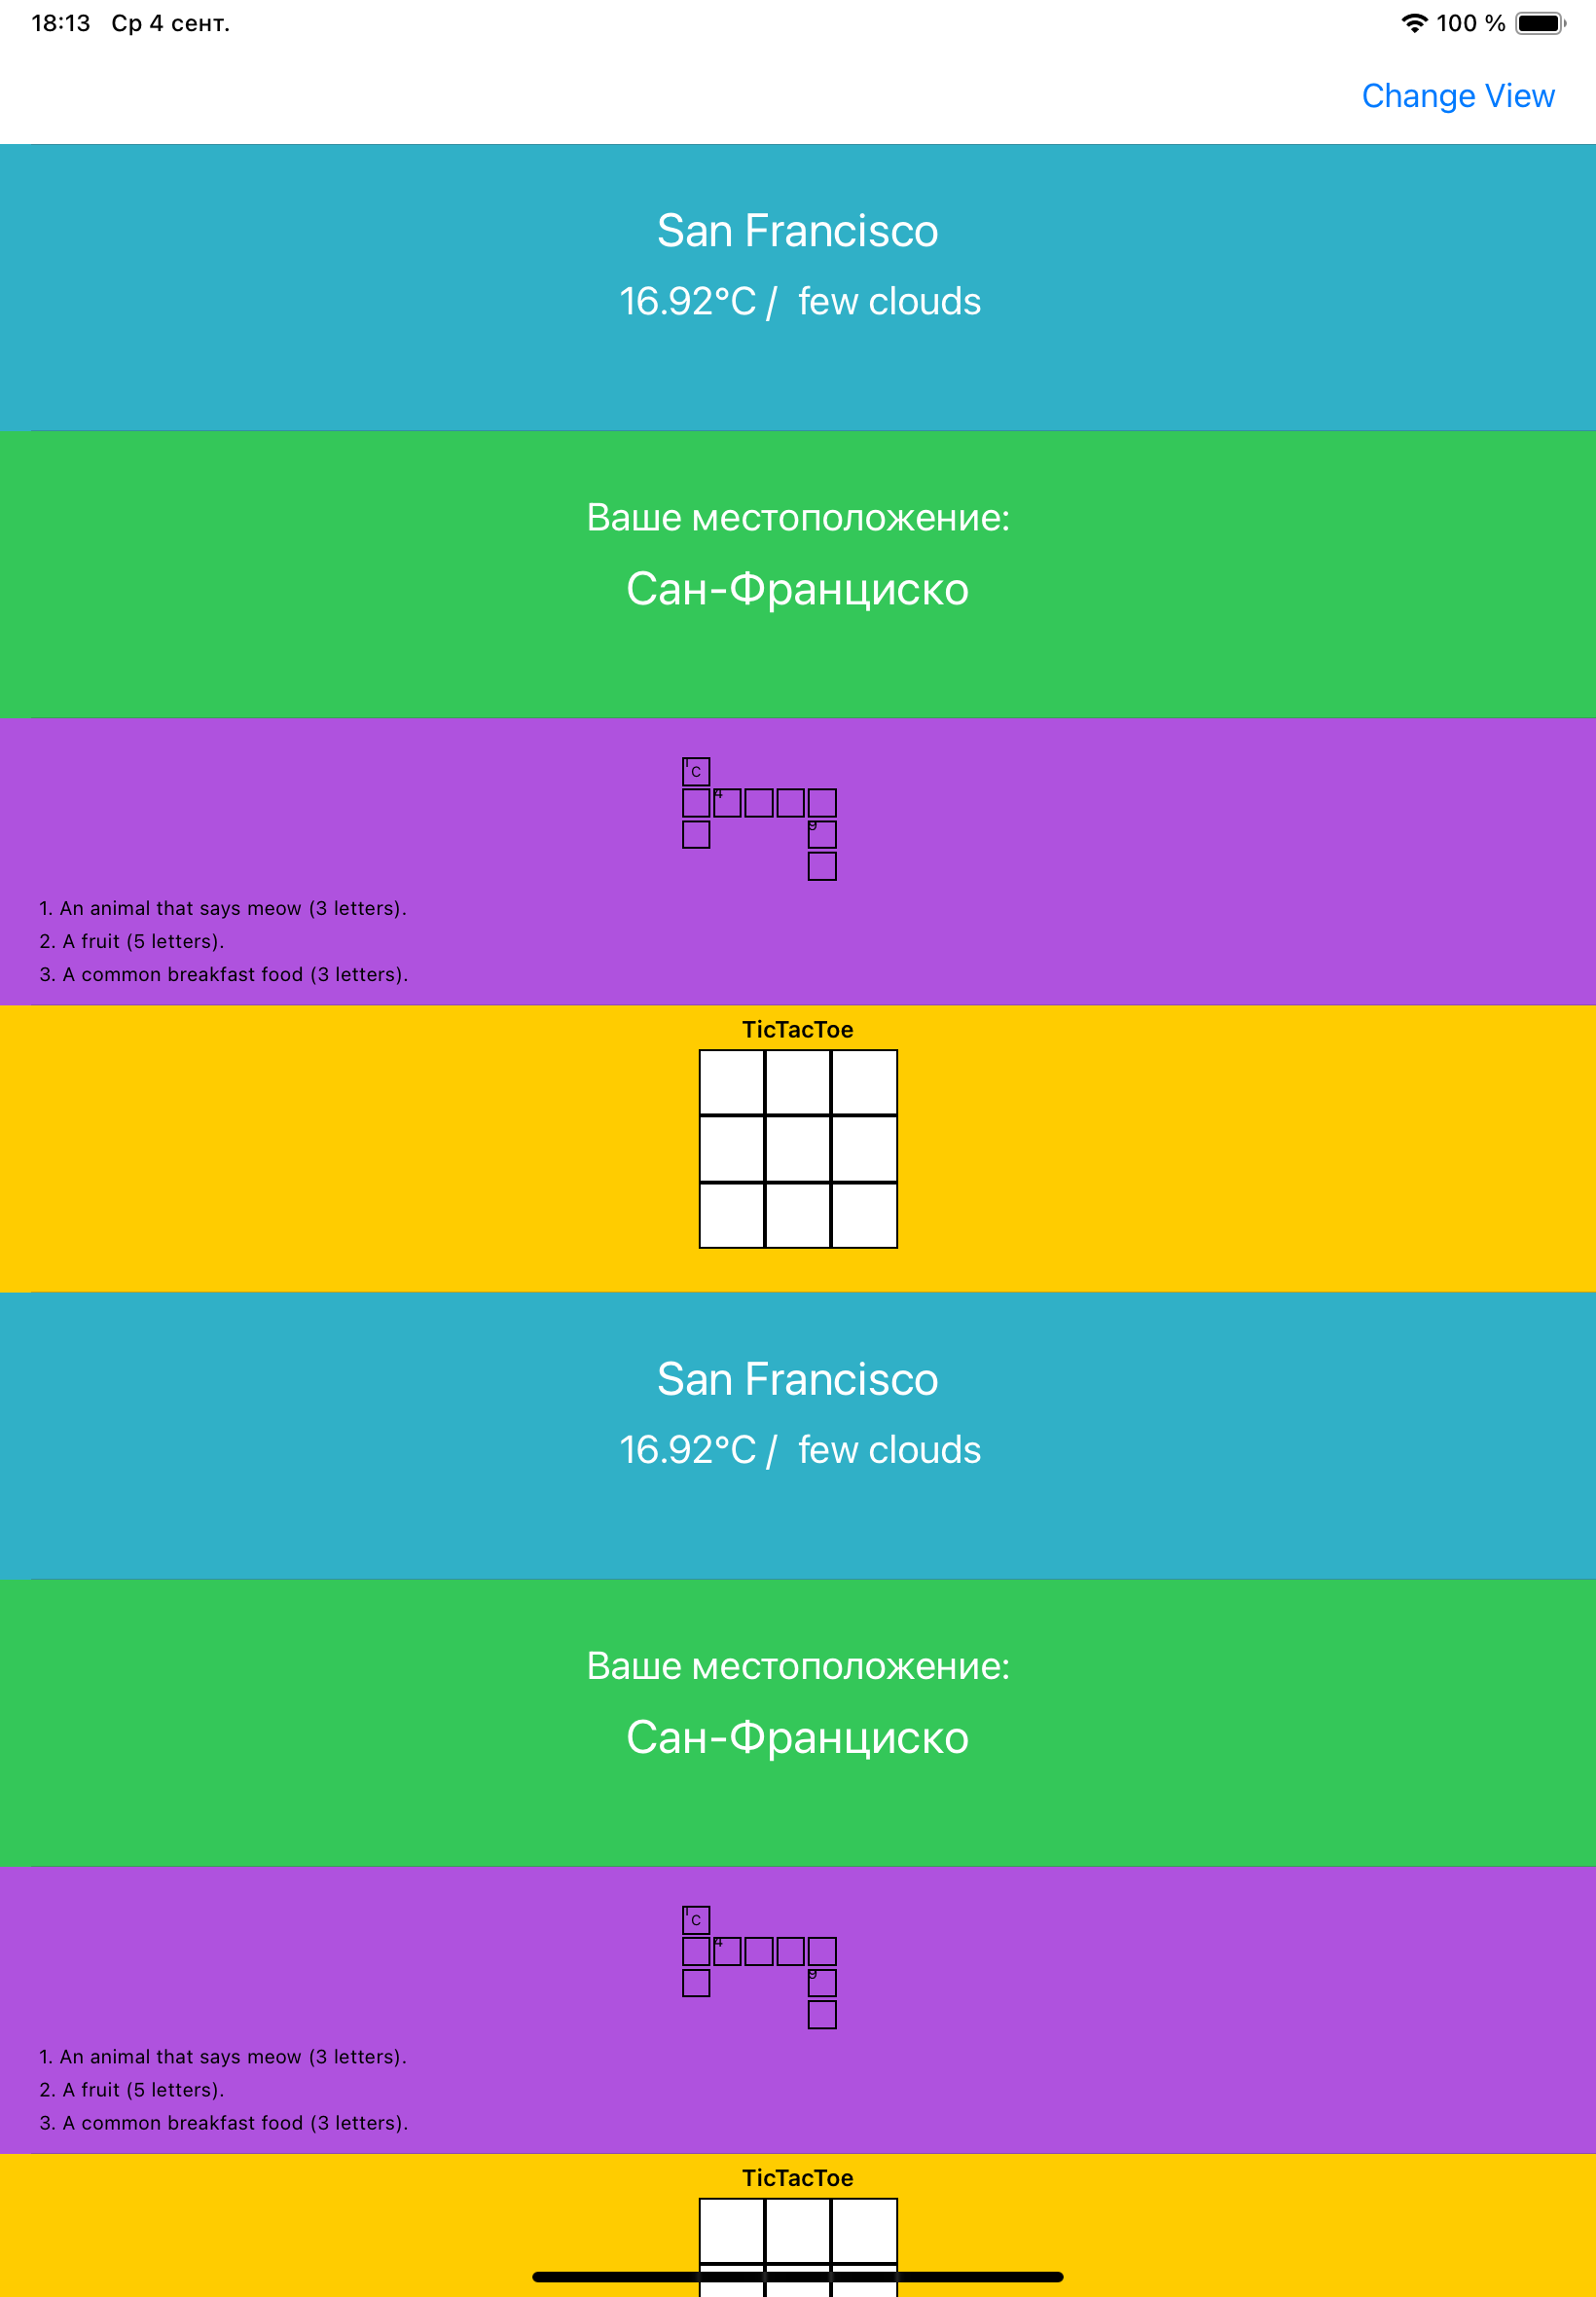 18:13 Ср 4 сент. 100 %
Change View
San Francisco
16.92°C / few clouds
Ваше местоположение:
Сан-Франциско
1
C
4
9
1. An animal that says meow (3 letters).
2. A fruit (5 letters).
3. A common breakfast food (3 letters).
TicTacToe
San Francisco
16.92°C / few clouds
Ваше местоположение:
Сан-Франциско
1
C
4
9
1. An animal that says meow (3 letters).
2. A fruit (5 letters).
3. A common breakfast food (3 letters).
TicTacToe